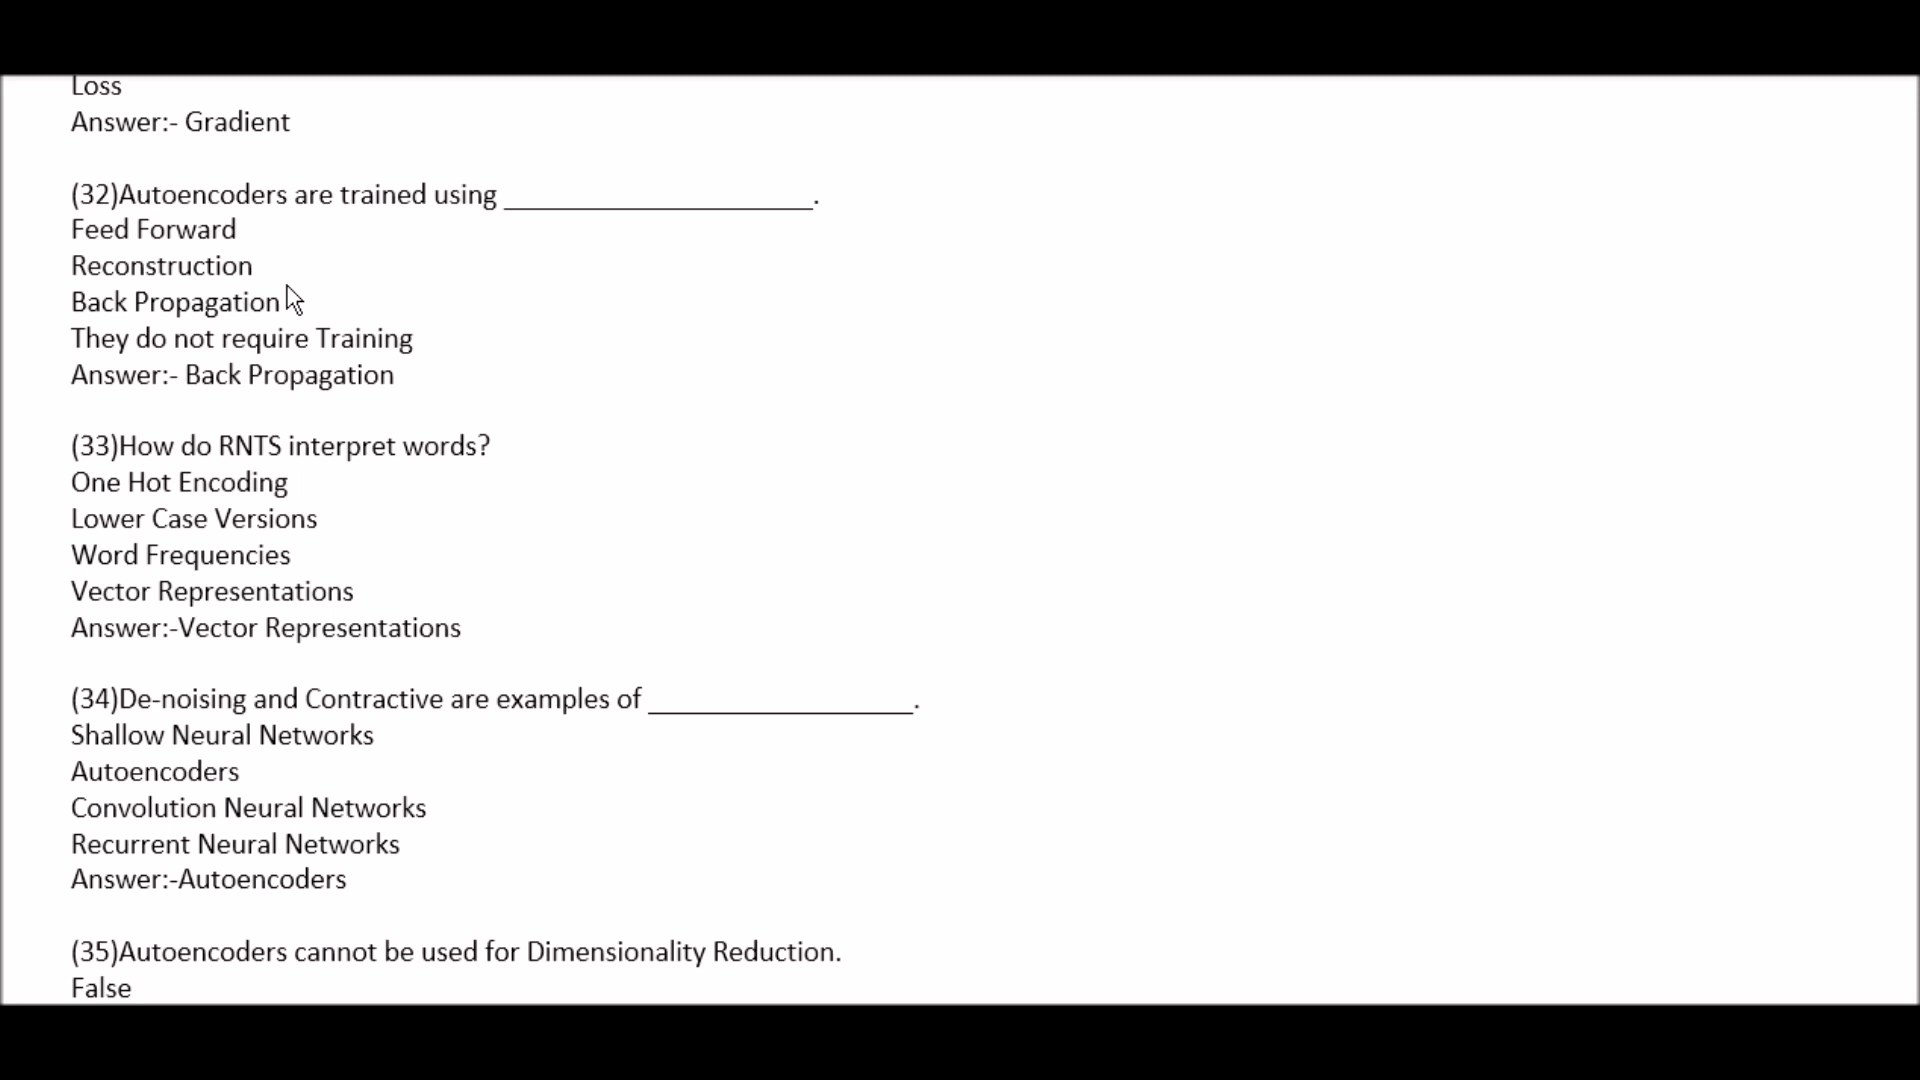 Loss
Answer:- Gradient
(32)Autoencoders are trained using ____________________.
Feed Forward
Reconstruction
Back Propagation
They do not require Training
Answer:- Back Propagation
(33)How do RNTS interpret words?
One Hot Encoding
Lower Case Versions
Word Frequencies
Vector Representations
Answer:-Vector Representations
(34)De-noising and Contractive are examples of _________________.
Shallow Neural Networks
Autoencoders
Convolution Neural Networks
Recurrent Neural Networks
Answer:-Autoencoders
(35)Autoencoders cannot be used for Dimensionality Reduction.
False